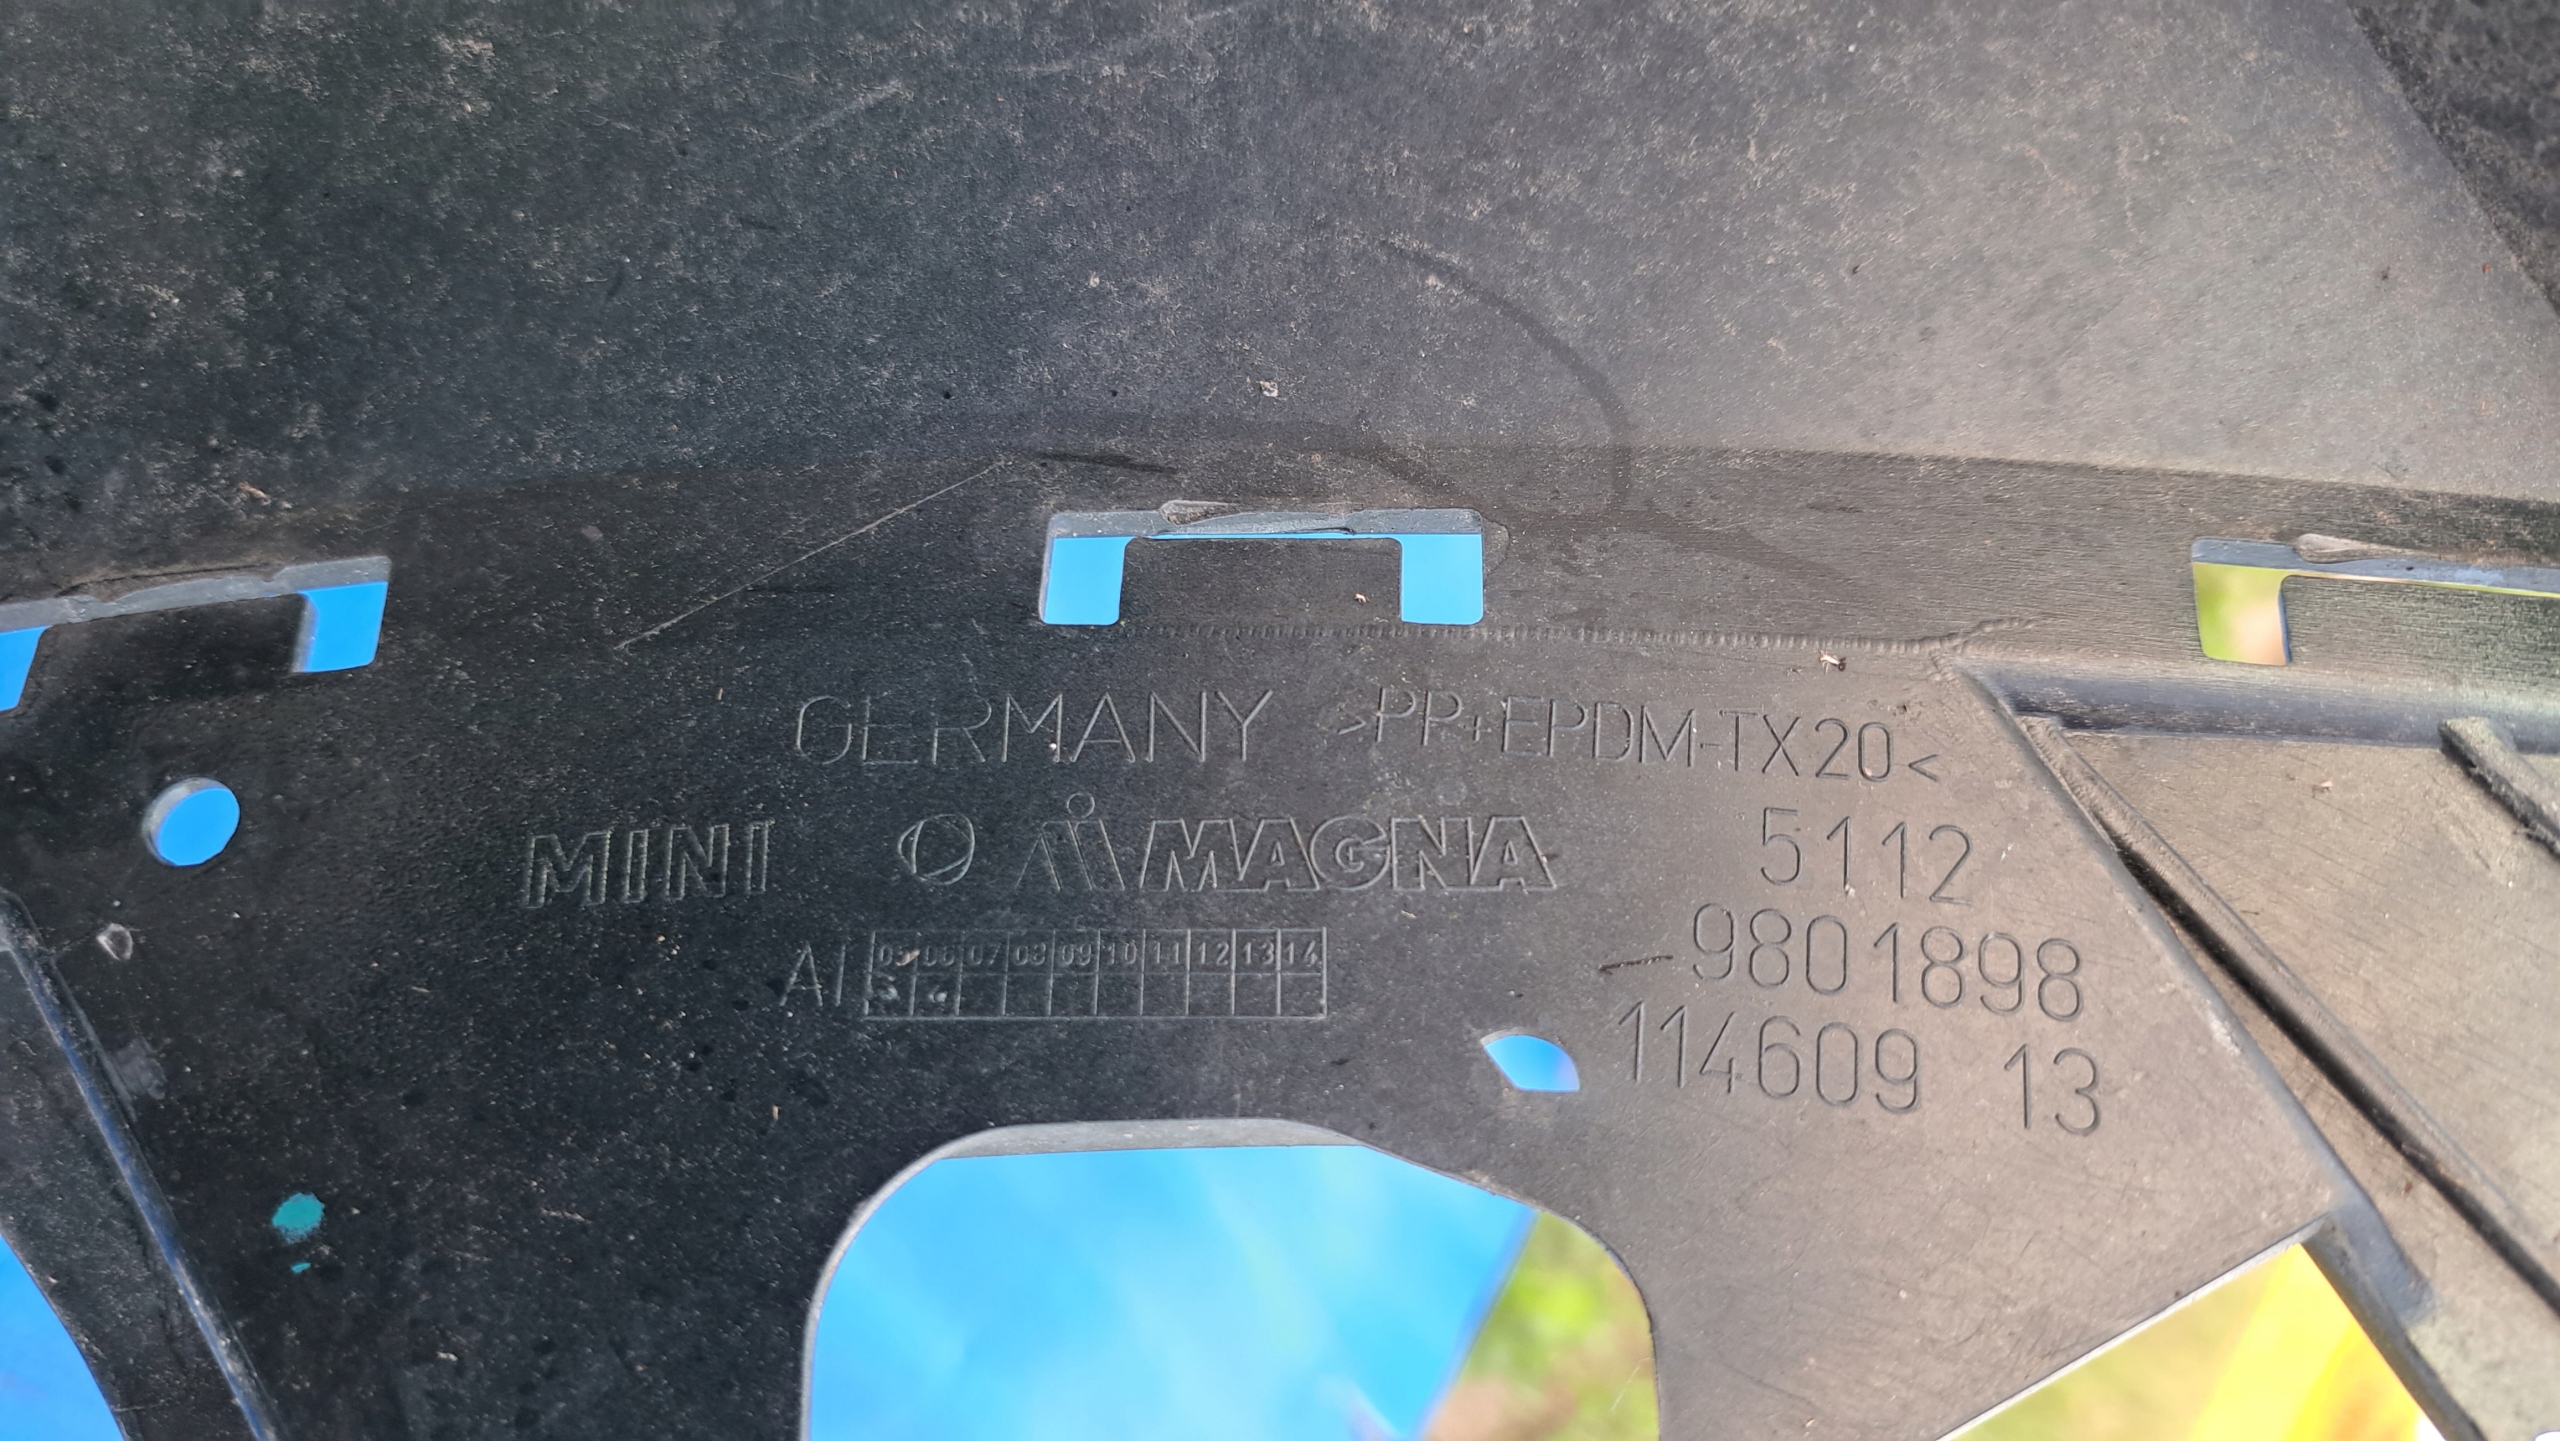 GERMANY >PP+EPDM-TX20<
MINI MAGNA
5112
AI 05 06 07 08 09 10 11 12 13 14
9801898
114609 13